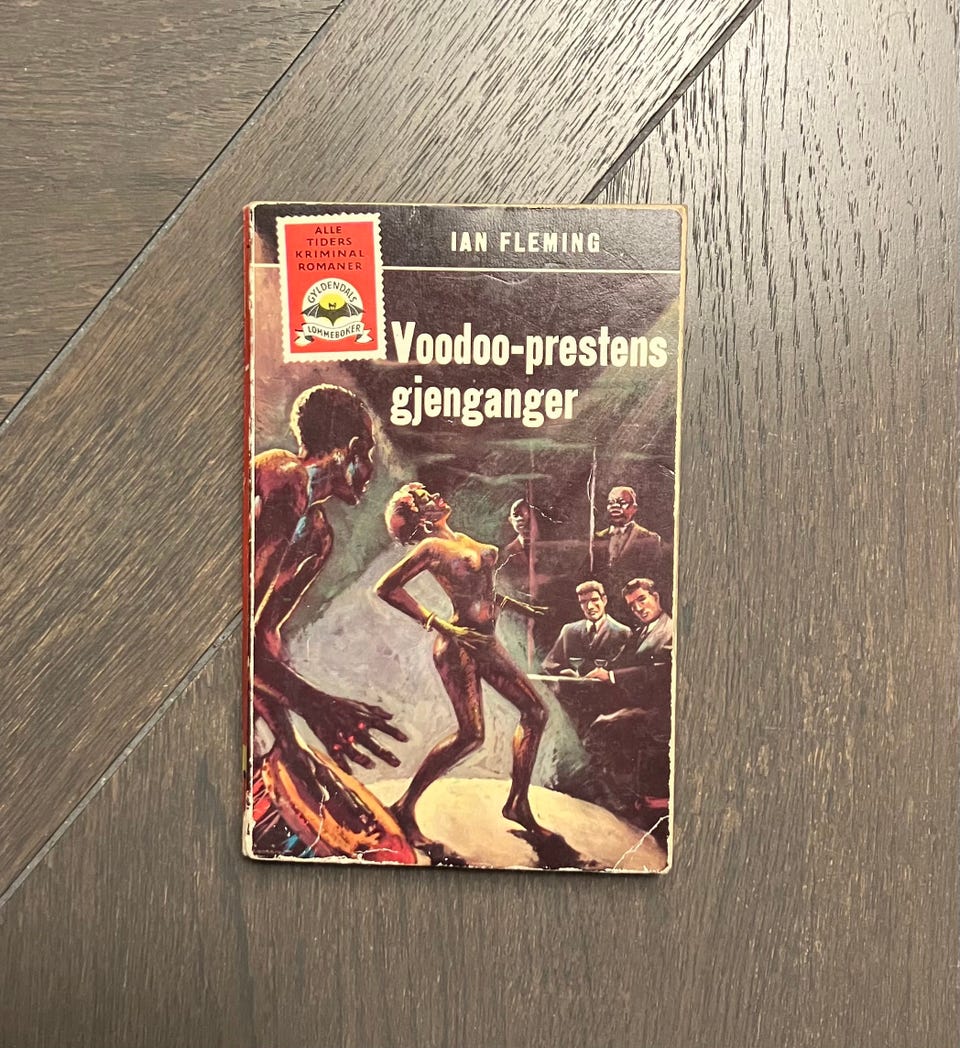 ALLE
TIDERS
KRIMINAL
ROMANER
GYLDENDALS
LOMMEBØKER
IAN FLEMING
Voodoo-prestens
gjenganger